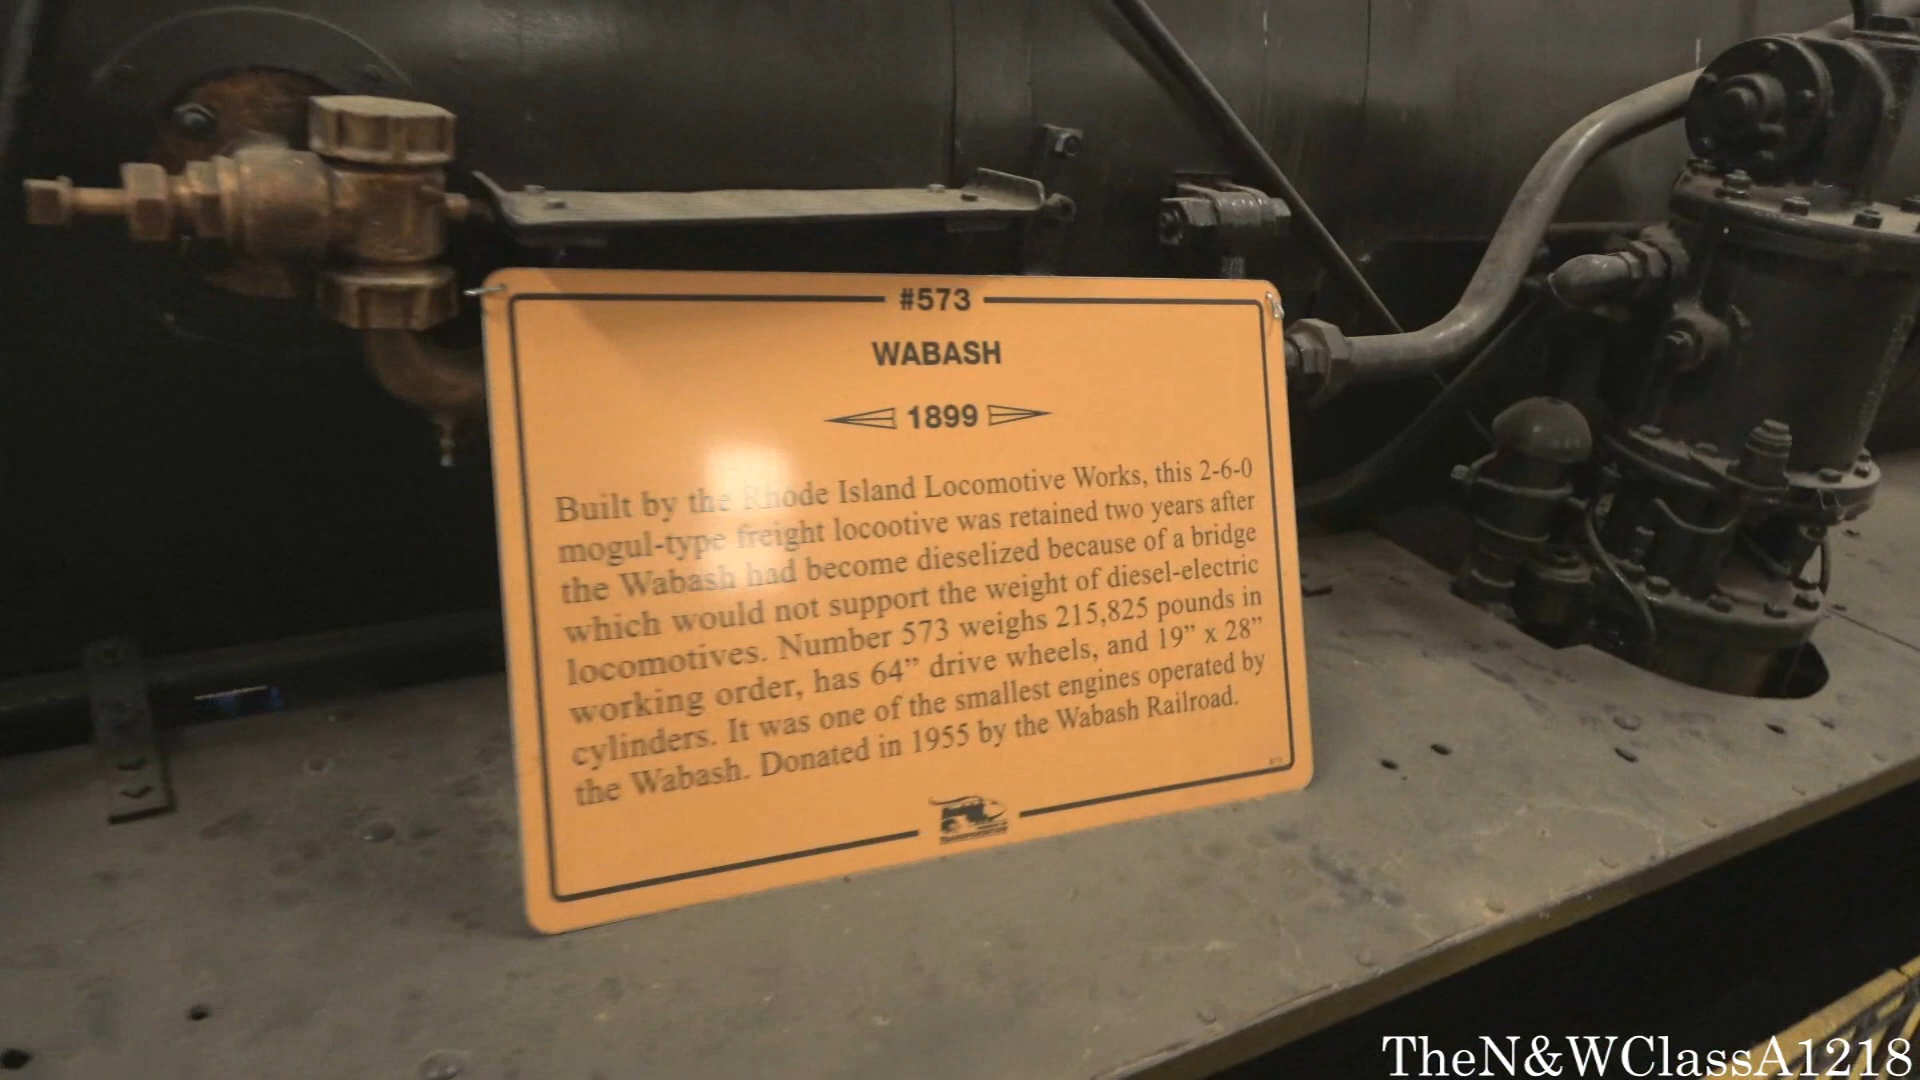 #573
WABASH
1899
Built by the Rhode Island Locomotive Works, this 2-6-0
mogul-type freight locootive was retained two years after
the Wabash had become dieselized because of a bridge
which would not support the weight of diesel-electric
locomotives. Number 573 weighs 215,825 pounds in
working order, has 64” drive wheels, and 19” x 28”
cylinders. It was one of the smallest engines operated by
the Wabash. Donated in 1955 by the Wabash Railroad.
TheN&WClassA1218